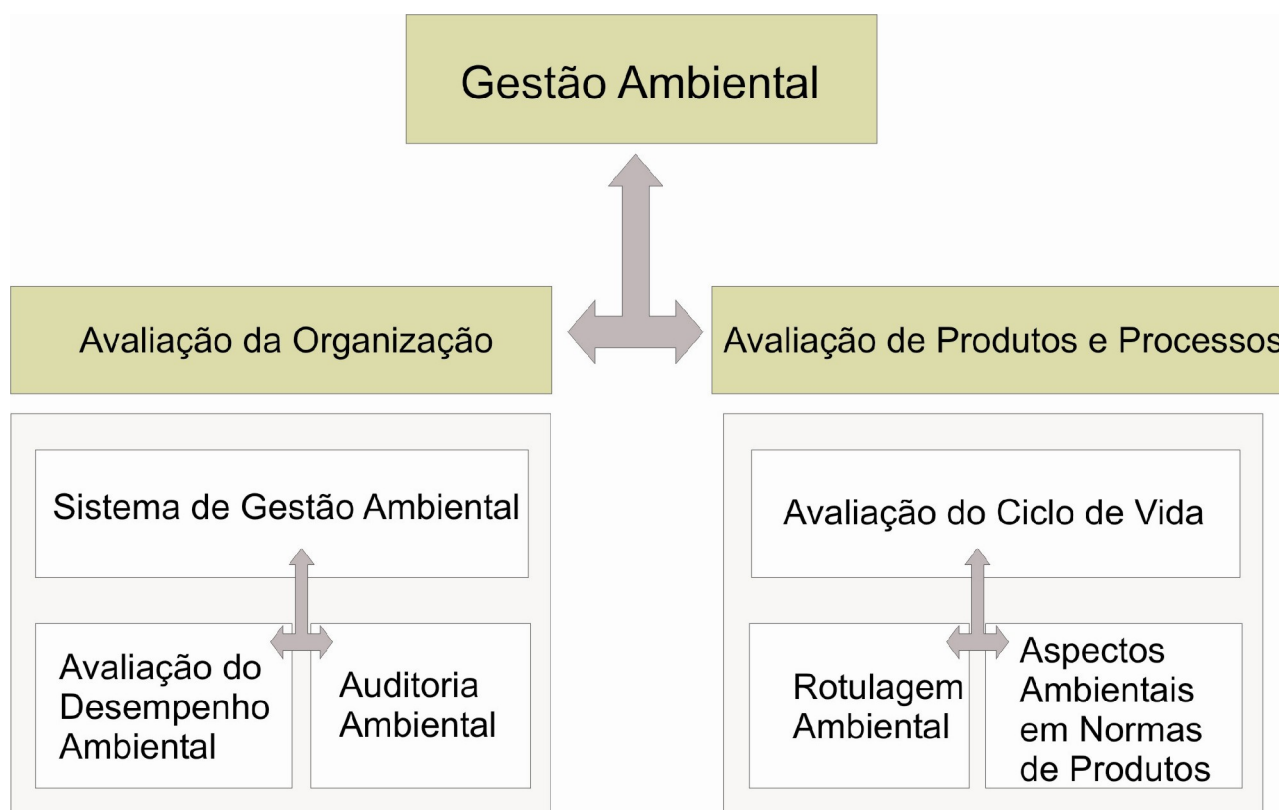 Gestão Ambiental
Avaliação da Organização
Avaliação de Produtos e Processos
Sistema de Gestão Ambiental
Avaliação do
Desempenho
Ambiental
Auditoria
Ambiental
Avaliação do Ciclo de Vida
Rotulagem
Ambiental
Aspectos
Ambientais
em Normas
de Produtos